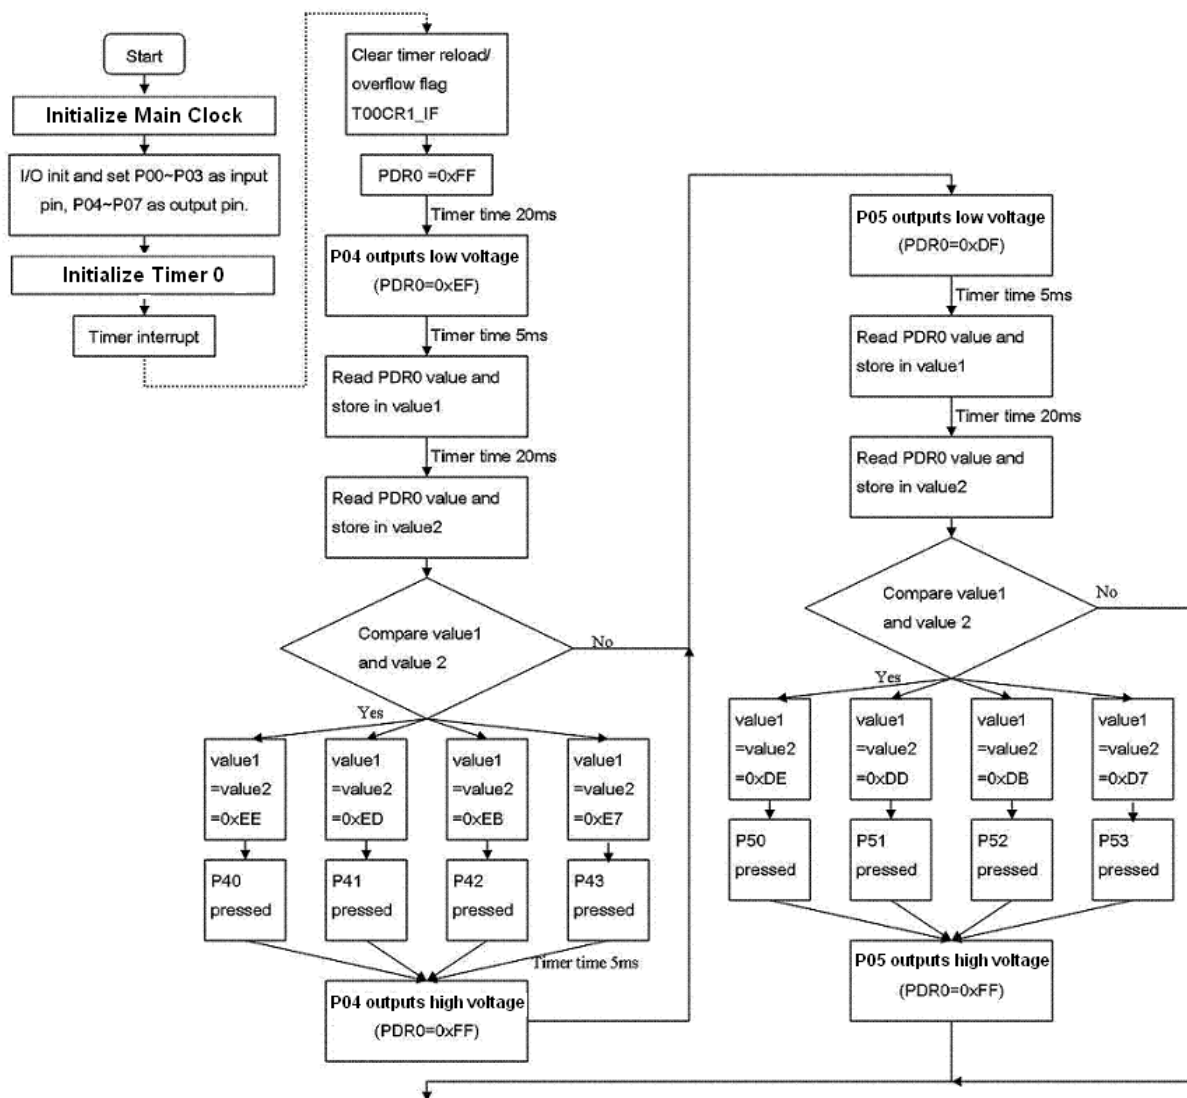 Start
Initialize Main Clock
I/O init and set P00~P03 as input
pin, P04~P07 as output pin.
Initialize Timer 0
Timer interrupt
Clear timer reload/
overflow flag
T00CR1_IF
PDR0 =0xFF
Timer time 20ms
P04 outputs low voltage
(PDR0=0xEF)
Timer time 5ms
Read PDR0 value and
store in value1
Timer time 20ms
Read PDR0 value and
store in value2
Compare value1
and value 2
No
Yes
value1
=value2
=0xEE
value1
=value2
=0xED
value1
=value2
=0xEB
value1
=value2
=0xE7
P40
pressed
P41
pressed
P42
pressed
P43
pressed
Timer time 5ms
P04 outputs high voltage
(PDR0=0xFF)
P05 outputs low voltage
(PDR0=0xDF)
Timer time 5ms
Read PDR0 value and
store in value1
Timer time 20ms
Read PDR0 value and
store in value2
Compare value1
and value 2
No
Yes
value1
=value2
=0xDE
value1
=value2
=0xDD
value1
=value2
=0xDB
value1
=value2
=0xD7
P50
pressed
P51
pressed
P52
pressed
P53
pressed
P05 outputs high voltage
(PDR0=0xFF)